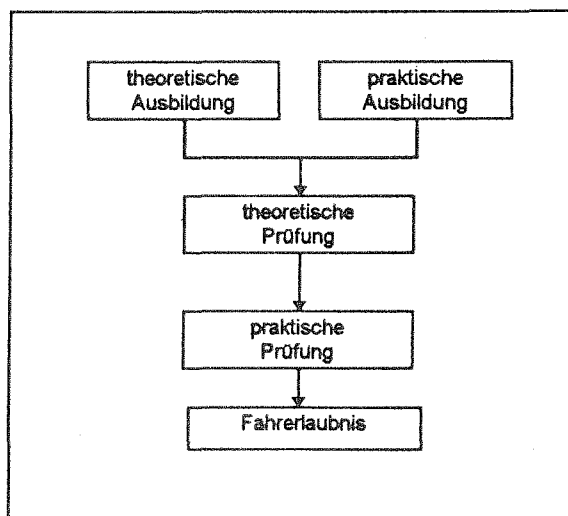 theoretische
Ausbildung
praktische
Ausbildung
theoretische
Prüfung
praktische
Prüfung
Fahrerlaubnis